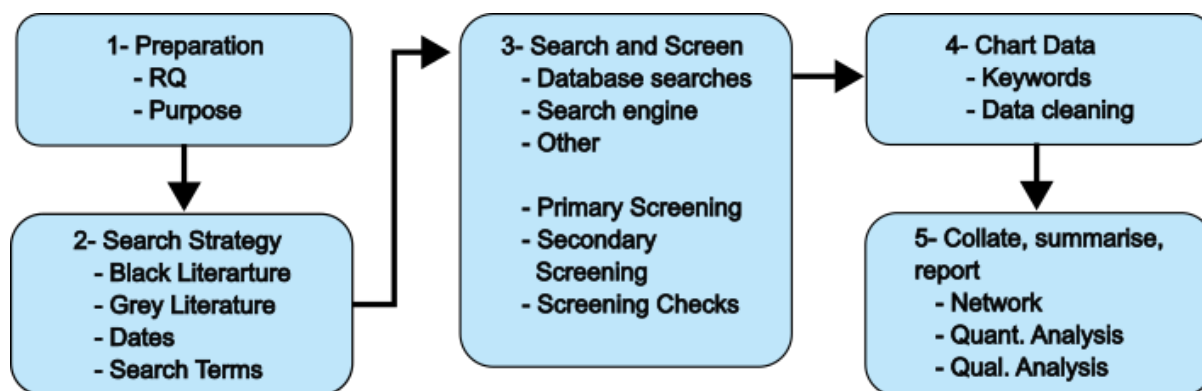 1- Preparation
- RQ
- Purpose
2- Search Strategy
- Black Literarture
- Grey Literature
- Dates
- Search Terms
3- Search and Screen
- Database searches
- Search engine
- Other
- Primary Screening
- Secondary
Screening
- Screening Checks
4- Chart Data
- Keywords
- Data cleaning
5- Collate, summarise,
report
- Network
- Quant. Analysis
- Qual. Analysis